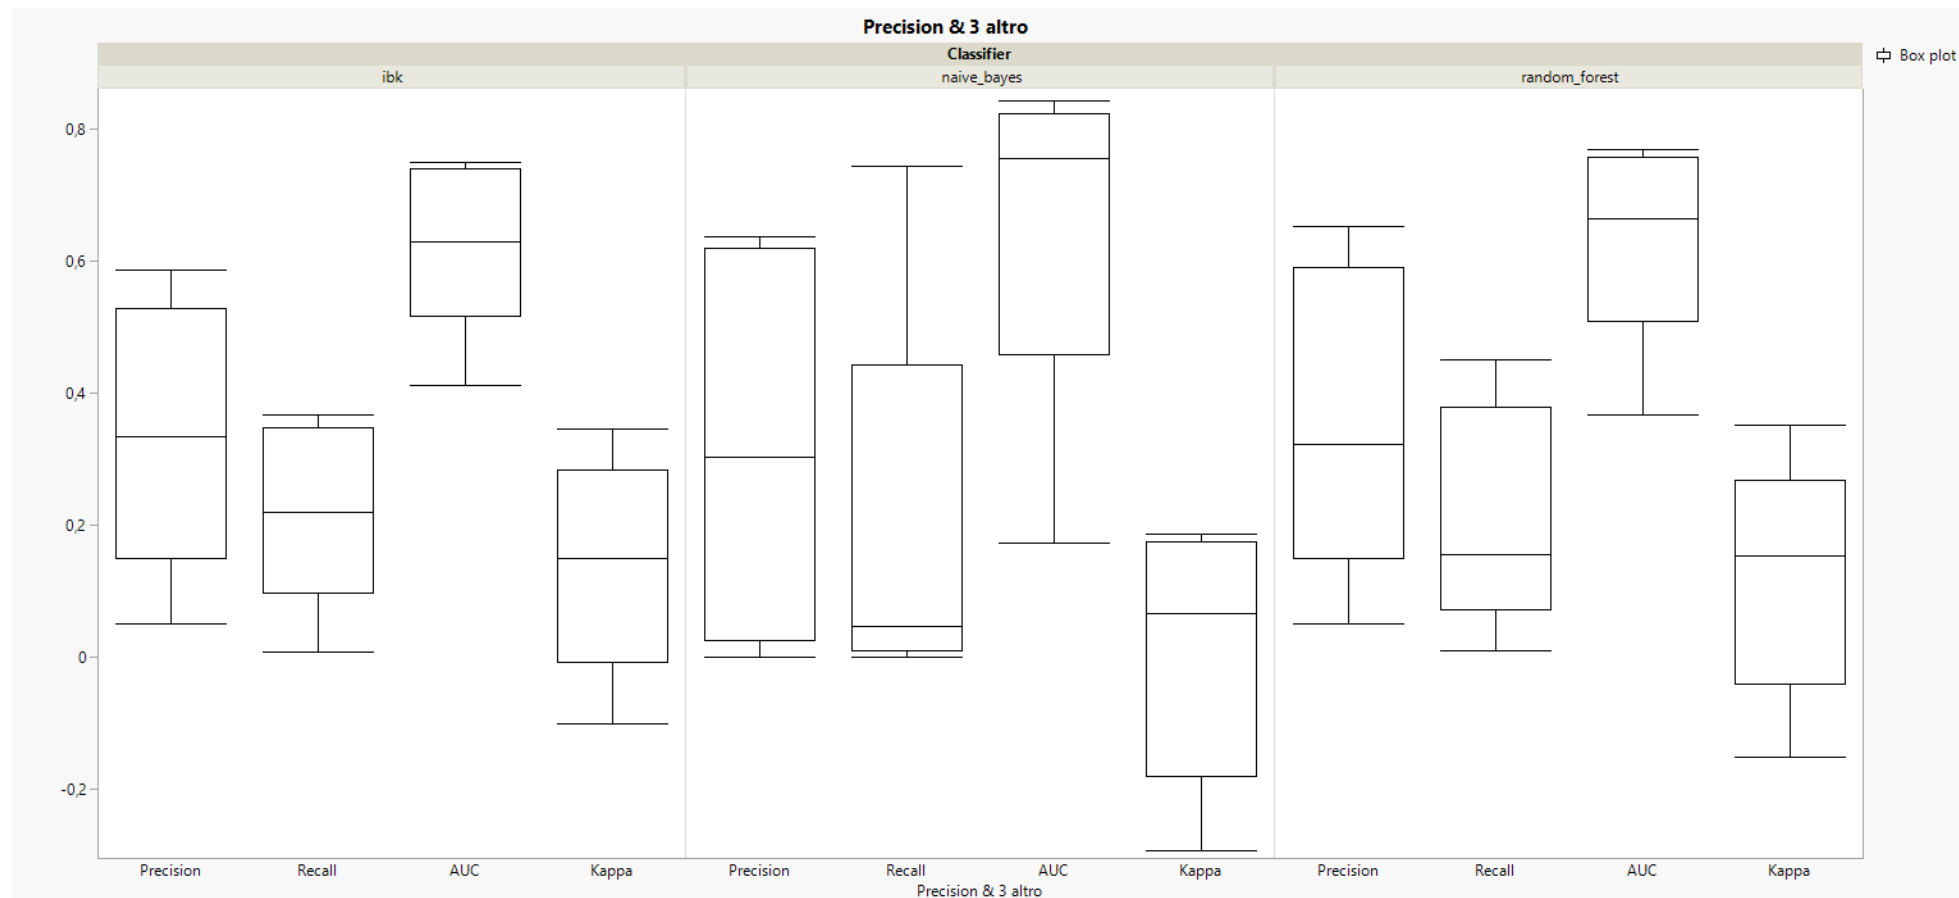 Precision & 3 altro
Classifier
Box plot
ibk naive_bayes random_forest
0,8
0,6
0,4
0,2
0
-0,2
Precision Recall AUC Kappa Precision Recall AUC Kappa Precision Recall AUC Kappa
Precision & 3 altro